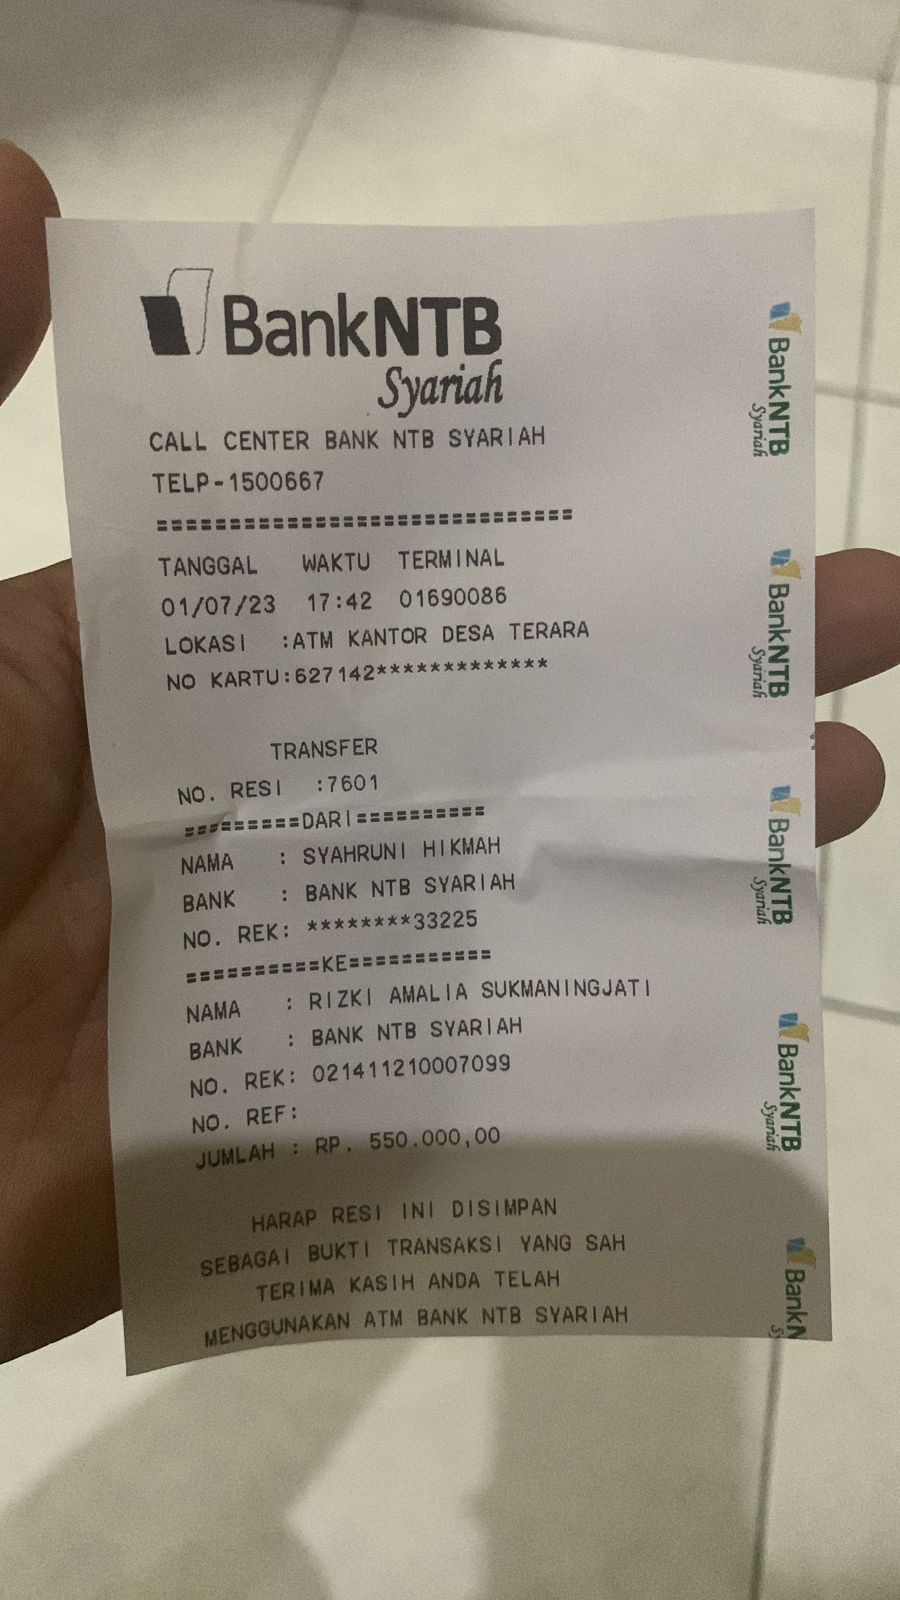 BankNTB
Syariah
CALL CENTER BANK NTB SYARIAH
TELP-1500667
=============================
TANGGAL WAKTU TERMINAL
01/07/23 17:42 01690086
LOKASI :ATM KANTOR DESA TERARA
NO KARTU:627142*************
TRANSFER
NO. RESI :7601
=========DARI==========
NAMA : SYAHRUNI HIKMAH
BANK : BANK NTB SYARIAH
NO. REK: ********33225
==========KE===========
NAMA : RIZKI AMALIA SUKMANINGJATI
BANK : BANK NTB SYARIAH
NO. REK: 021411210007099
NO. REF:
JUMLAH : RP. 550.000,00
HARAP RESI INI DISIMPAN
SEBAGAI BUKTI TRANSAKSI YANG SAH
TERIMA KASIH ANDA TELAH
MENGGUNAKAN ATM BANK NTB SYARIAH
BankNTB
Syariah
BankNTB
Syariah
BankNTB
Syariah
BankNTB
Syariah
BankN
S